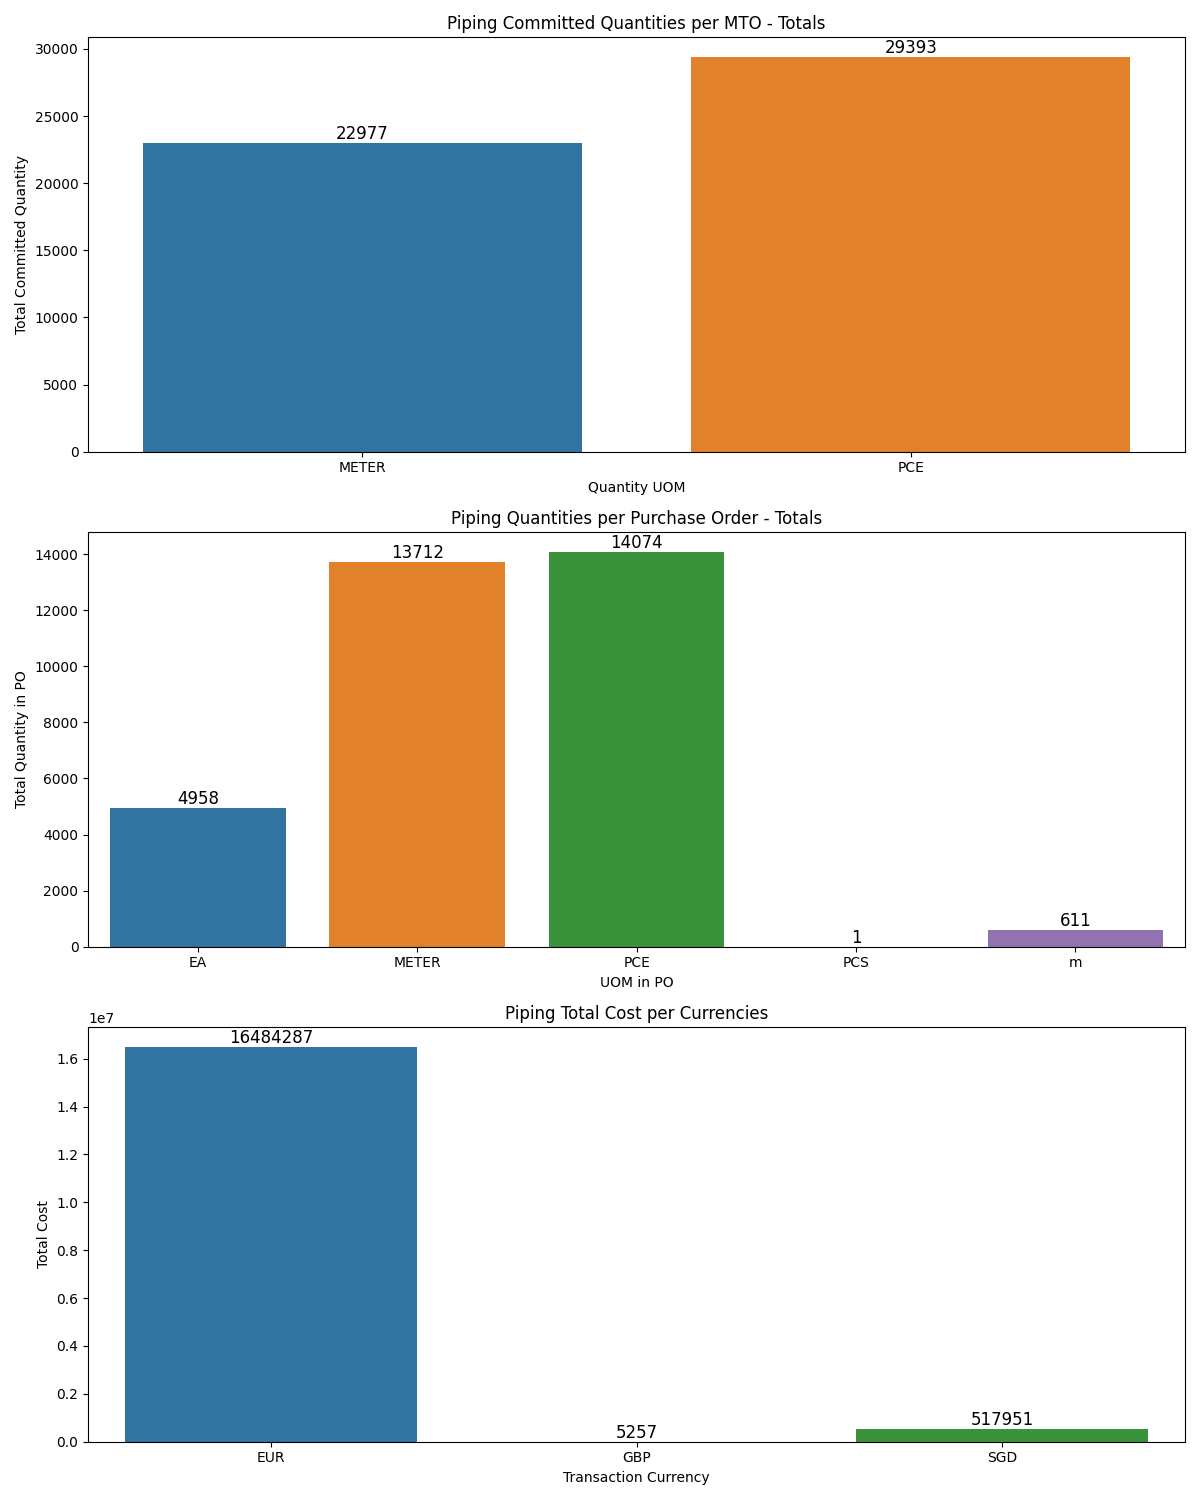 Piping Committed Quantities per MTO - Totals
30000
25000
20000
15000
10000
5000
0
Total Committed Quantity
22977
29393
METER
PCE
Quantity UOM
Piping Quantities per Purchase Order - Totals
14000
12000
10000
8000
6000
4000
2000
0
Total Quantity in PO
4958
13712
14074
1
611
EA
METER
PCE
PCS
m
UOM in PO
Piping Total Cost per Currencies
1e7
1.6
1.4
1.2
1.0
0.8
0.6
0.4
0.2
0.0
Total Cost
16484287
5257
517951
EUR
GBP
SGD
Transaction Currency